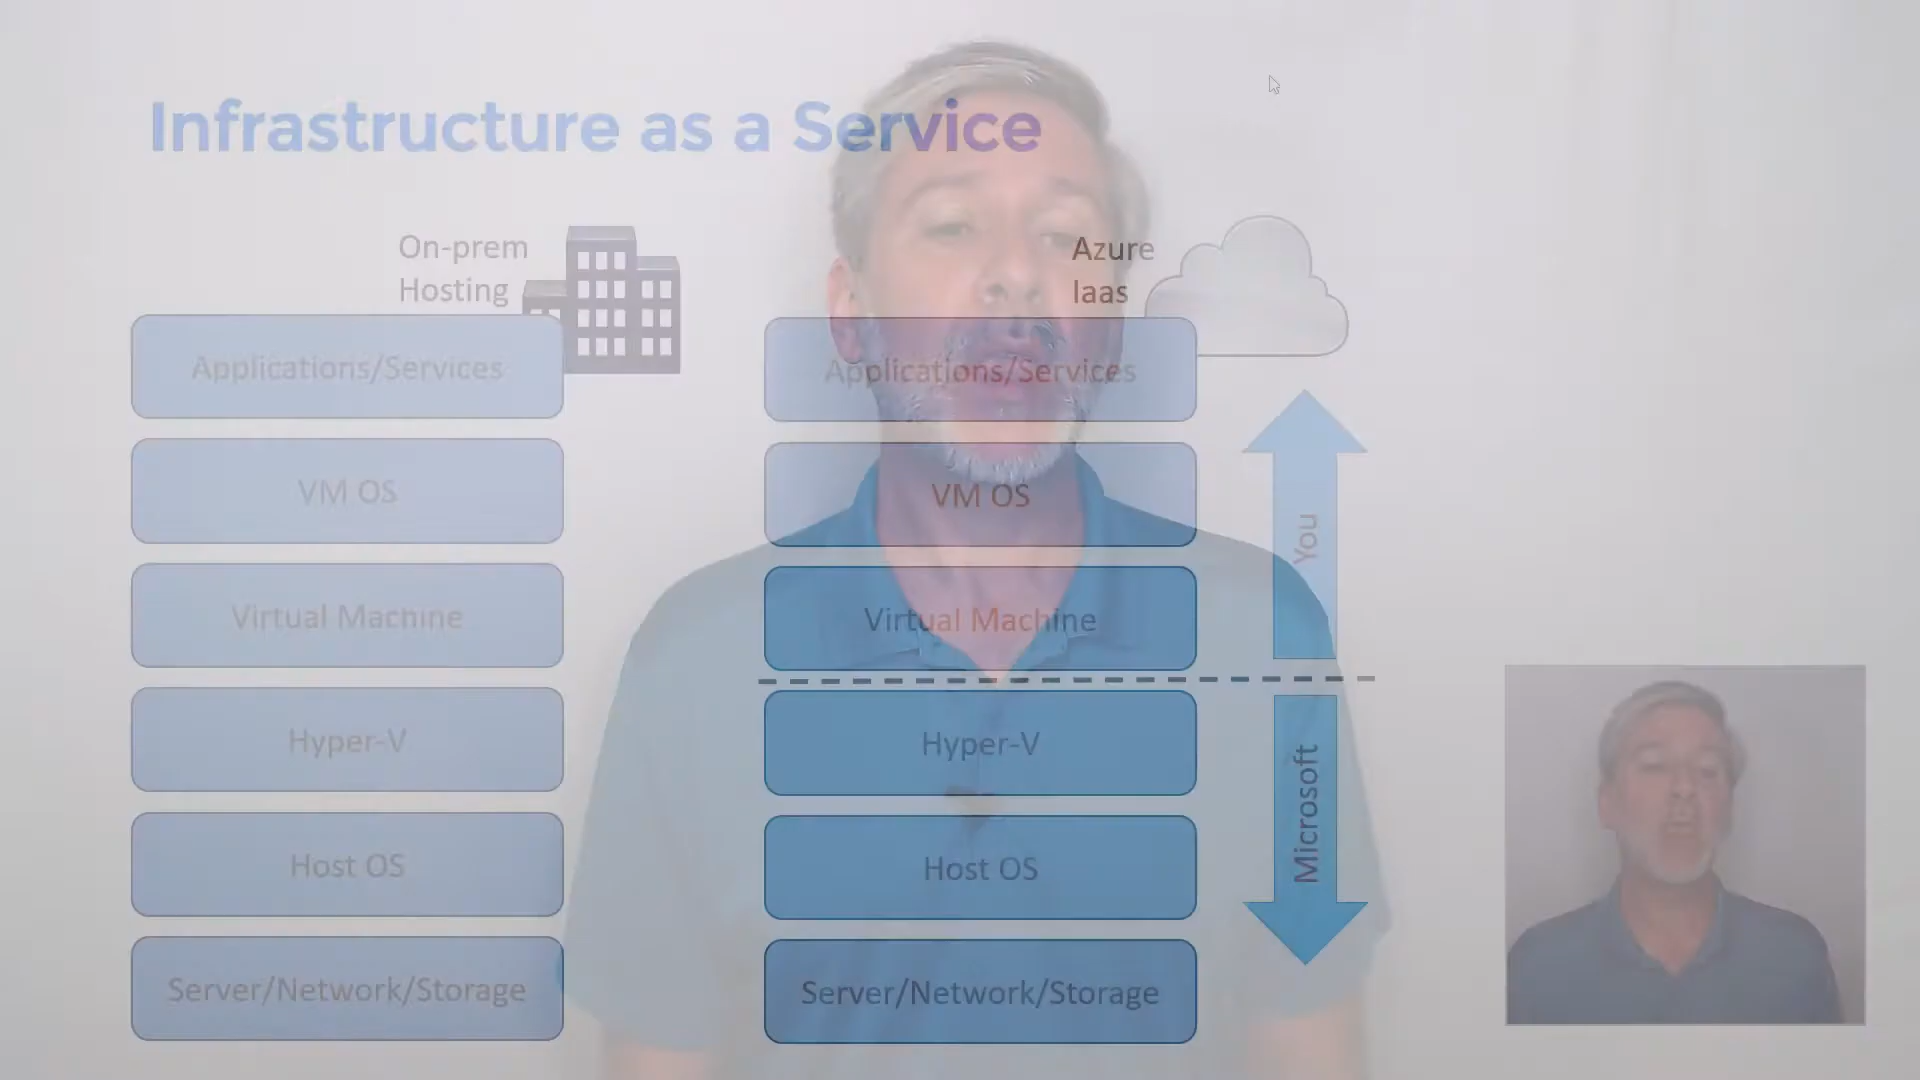 Infrastructure as a Service
On-prem
Hosting
Applications/Services
VM OS
Virtual Machine
Hyper-V
Host OS
Server/Network/Storage
Azure
Iaas
Applications/Services
VM OS
Virtual Machine
Hyper-V
Host OS
Server/Network/Storage
You
Microsoft